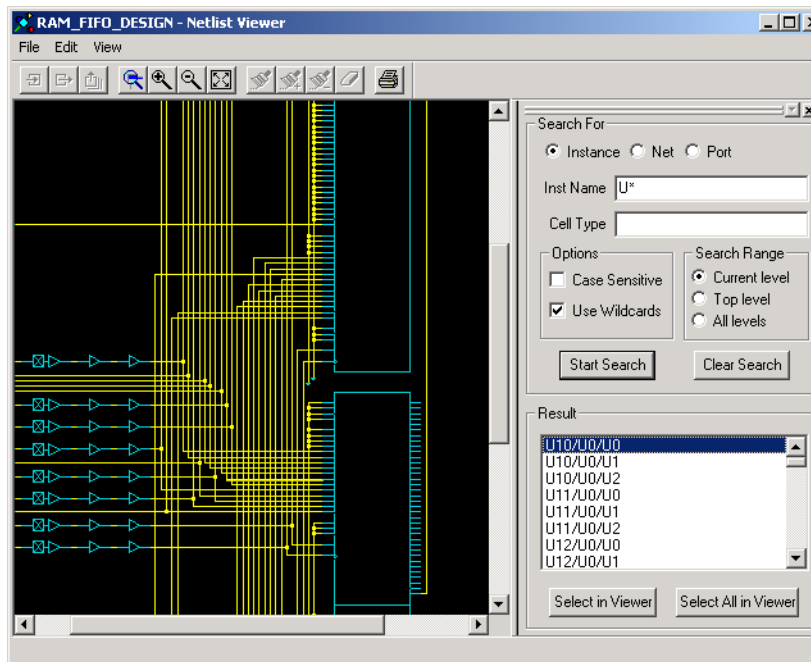 RAM_FIFO_DESIGN - Netlist Viewer
File Edit View
Search For
Instance Net Port
Inst Name U*
Cell Type
Options
Case Sensitive
Use Wildcards
Search Range
Current level
Top level
All levels
Start Search Clear Search
Result
U10/U0/U0
U10/U0/U1
U10/U0/U2
U11/U0/U0
U11/U0/U1
U11/U0/U2
U12/U0/U0
U12/U0/U1
Select in Viewer Select All in Viewer